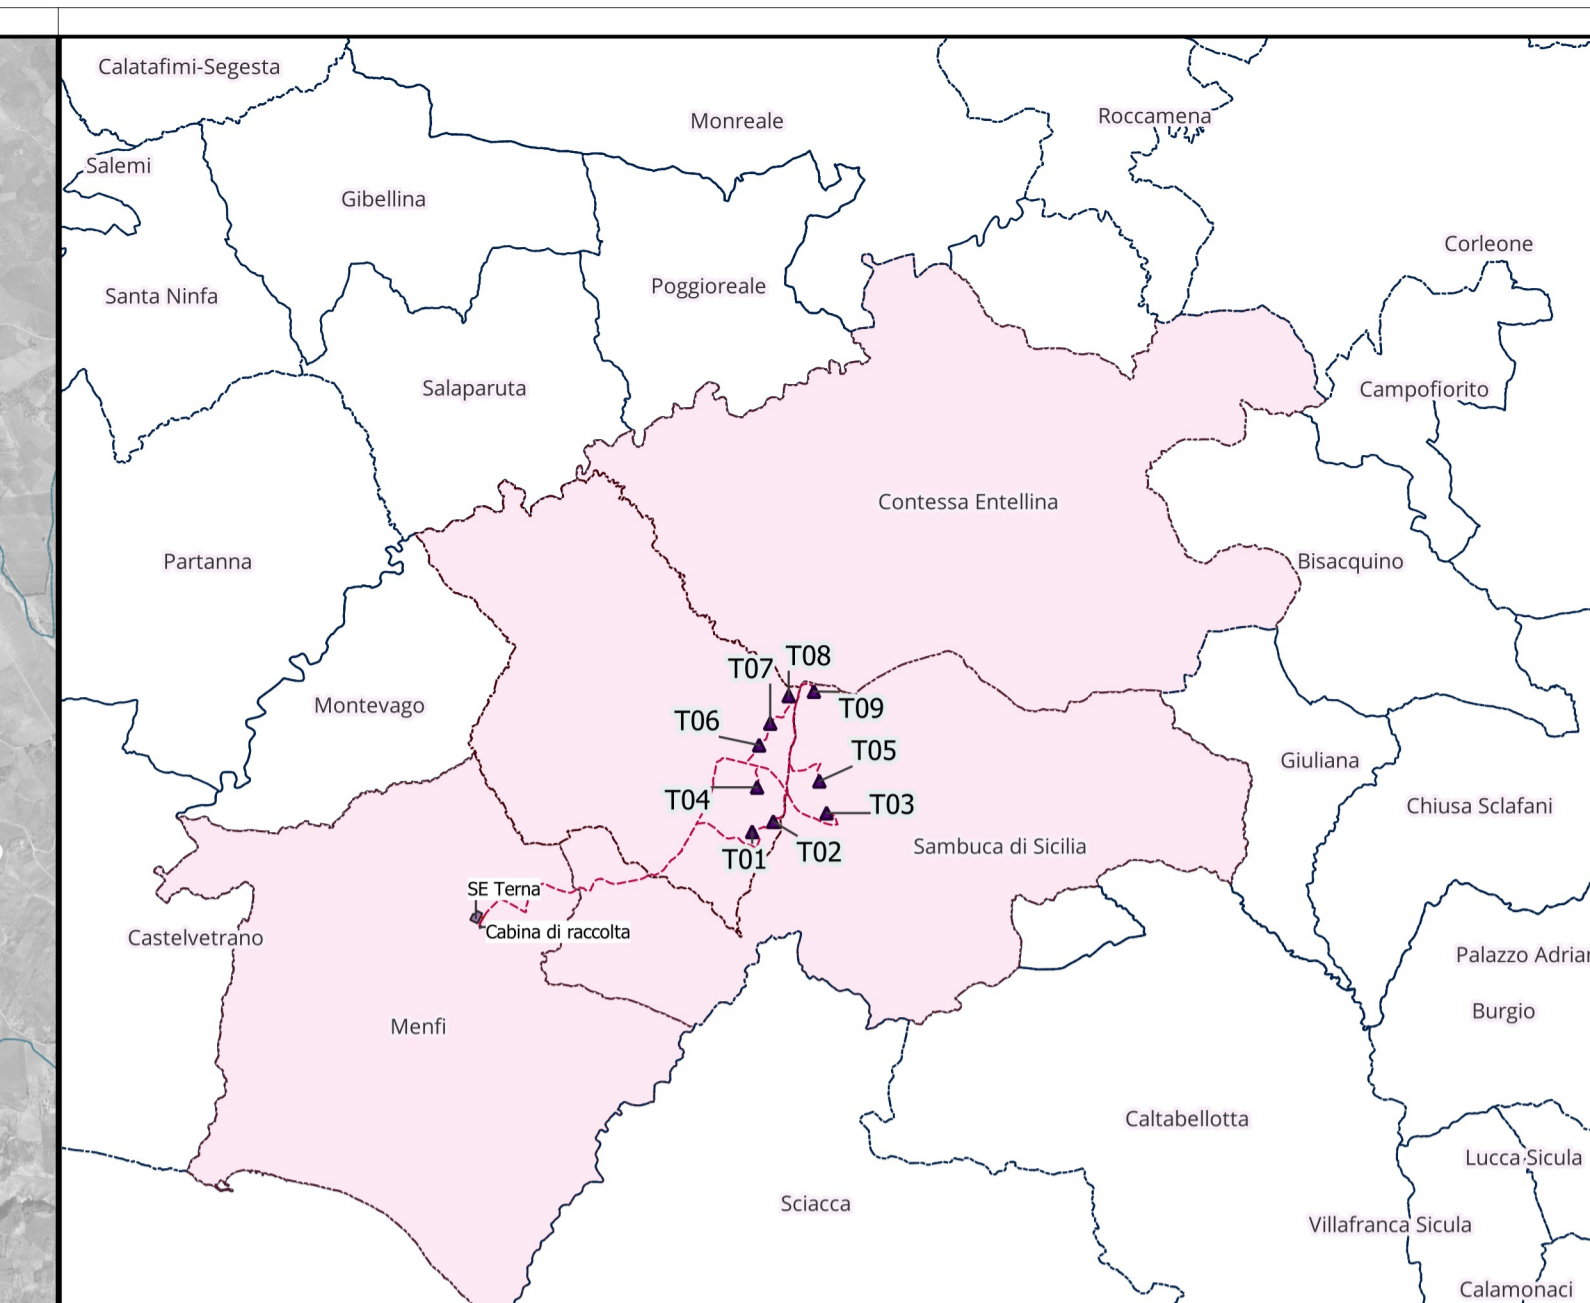 Calatafimi-Segesta
Monreale
Roccamena
Salemi
Gibellina
Corleone
Poggioreale
Santa Ninfa
Salaparuta
Campofiorito
Contessa Entellina
Partanna
Bisacquino
T08
T07
Montevago
T09
T06
T05
Giuliana
T04
T03
Chiusa Sclafani
Sambuca di Sicilia
T02
T01
SE Terna
Cabina di raccolta
Castelvetrano
Palazzo Adriar
Burgio
Menfi
Caltabellotta
Lucca Sicula
Sciacca
Villafranca Sicula
Calamonaci